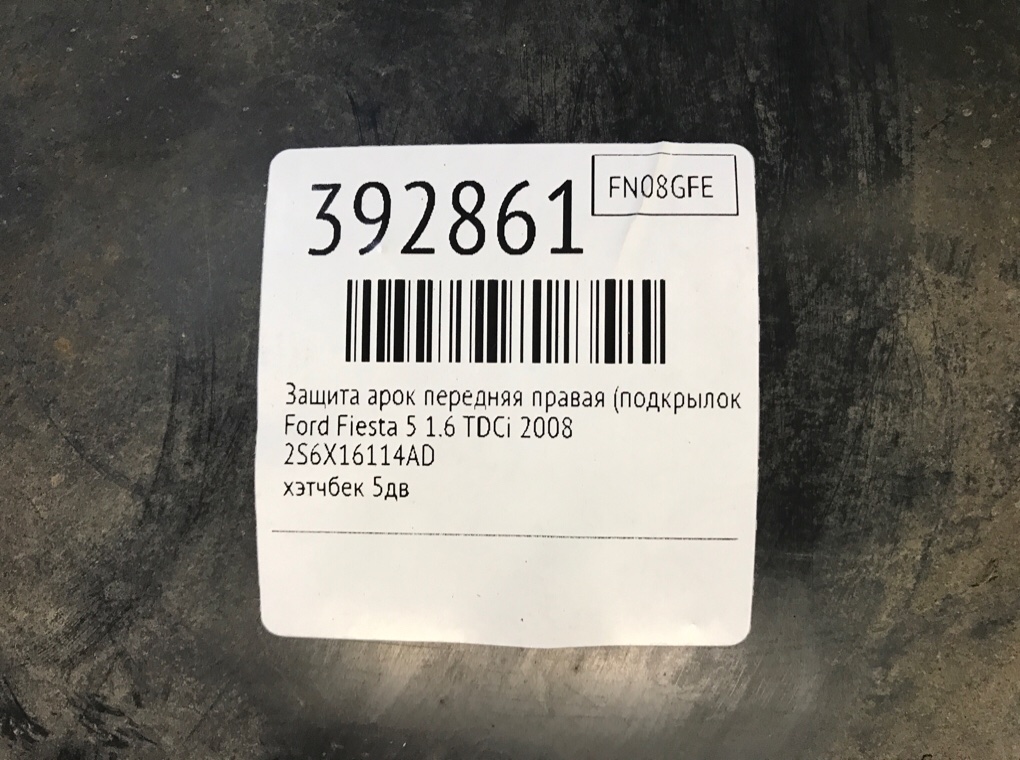 392861
FN08GFE
Защита арок передняя правая (подкрылок
Ford Fiesta 5 1.6 TDCi 2008
2S6X16114AD
хэтчбек 5дв